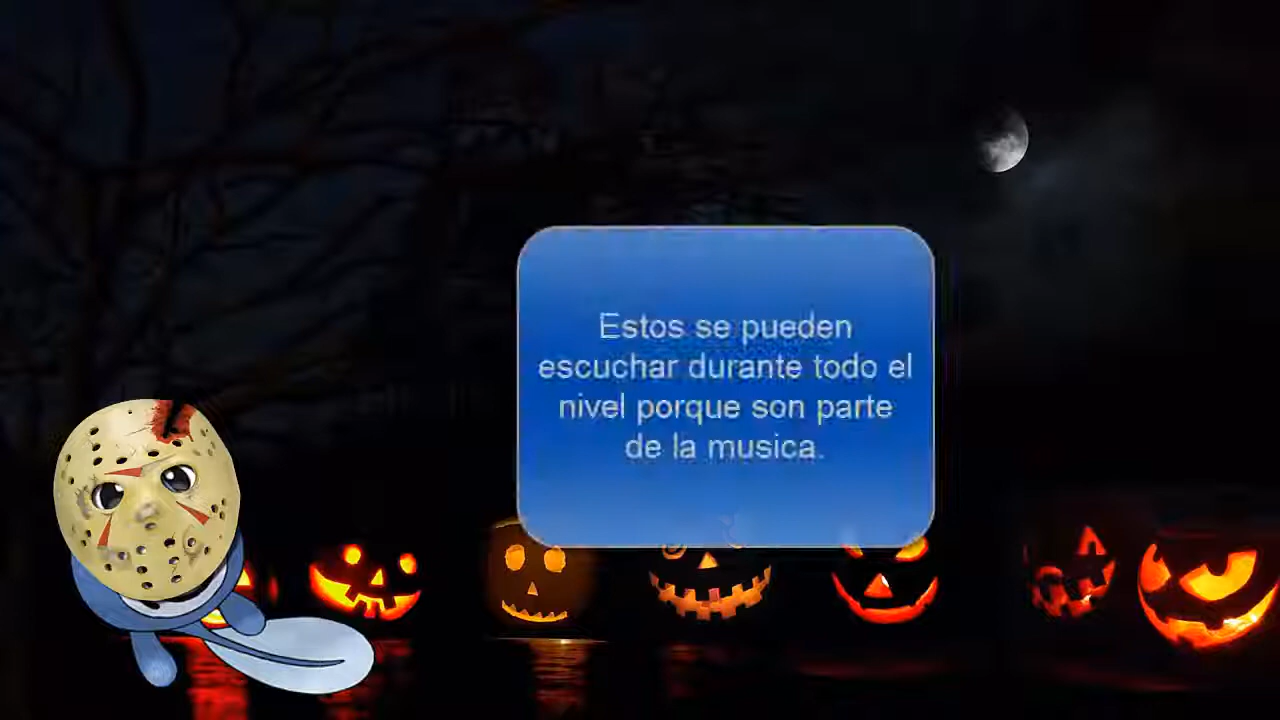 Estos se pueden
escuchar durante todo el
nivel porque son parte
de la musica.